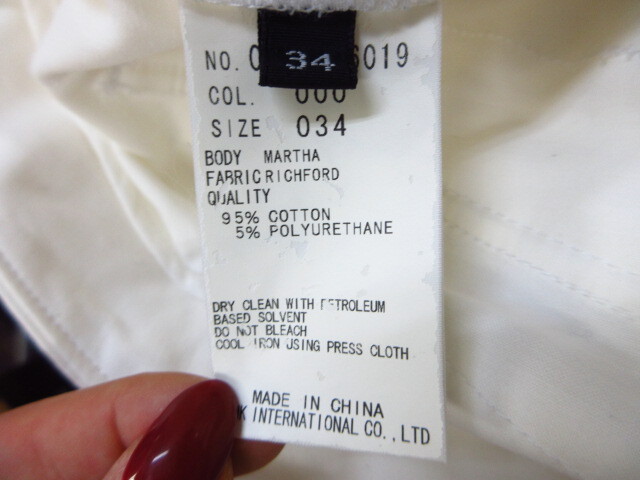 34
NO. 6019
COL. 000
SIZE 034
BODY MARTHA
FABRIC RICHFORD
QUALITY
95% COTTON
5% POLYURETHANE
DRY CLEAN WITH PETROLEUM
BASED SOLVENT
DO NOT BLEACH
COOL IRON USING PRESS CLOTH
MADE IN CHINA
K INTERNATIONAL CO.,LTD